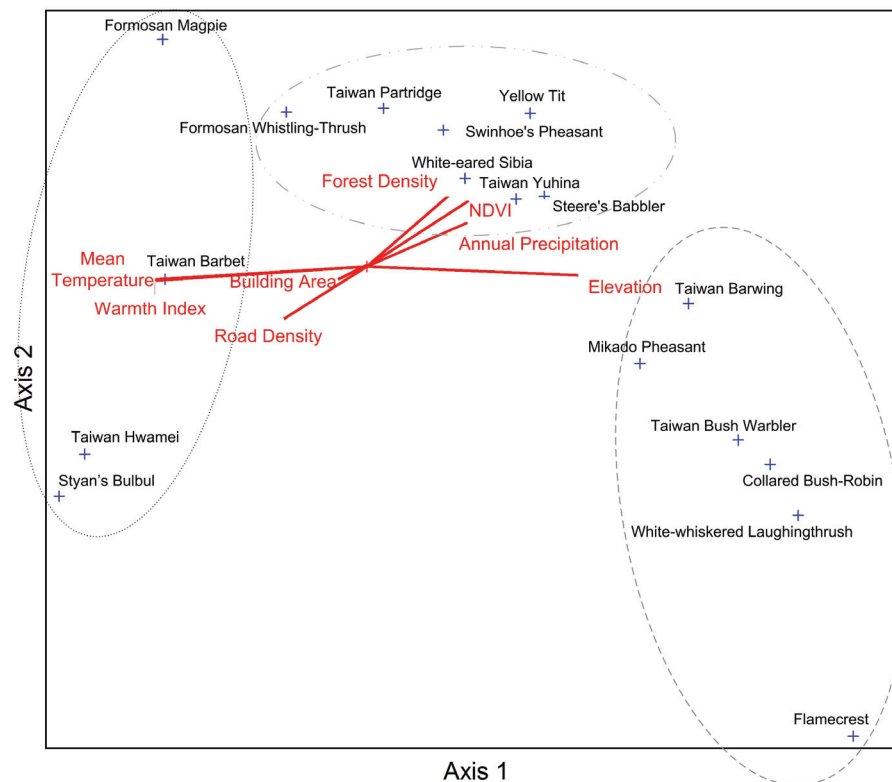 Formosan Magpie
Taiwan Partridge
Yellow Tit
Formosan Whistling-Thrush
Swinhoe's Pheasant
White-eared Sibia
Forest Density
Taiwan Yuhina
Steere's Babbler
NDVI
Annual Precipitation
Mean
Temperature
Taiwan Barbet
Building Area
Elevation
Taiwan Barwing
Warmth Index
Road Density
Mikado Pheasant
Axis 2
Taiwan Hwamei
Taiwan Bush Warbler
Styan's Bulbul
Collared Bush-Robin
White-whiskered Laughingthrush
Flamecrest
Axis 1